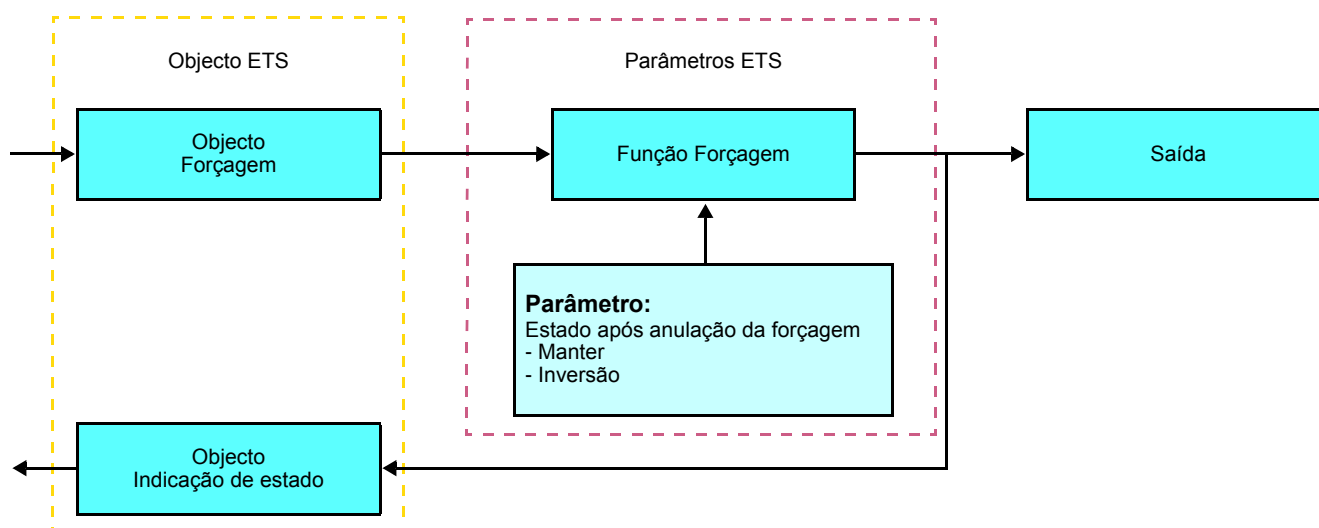 Objecto ETS
Parâmetros ETS
Objecto
Forçagem
Função Forçagem
Saída
Parâmetro:
Estado após anulação da forçagem
- Manter
- Inversão
Objecto
Indicação de estado